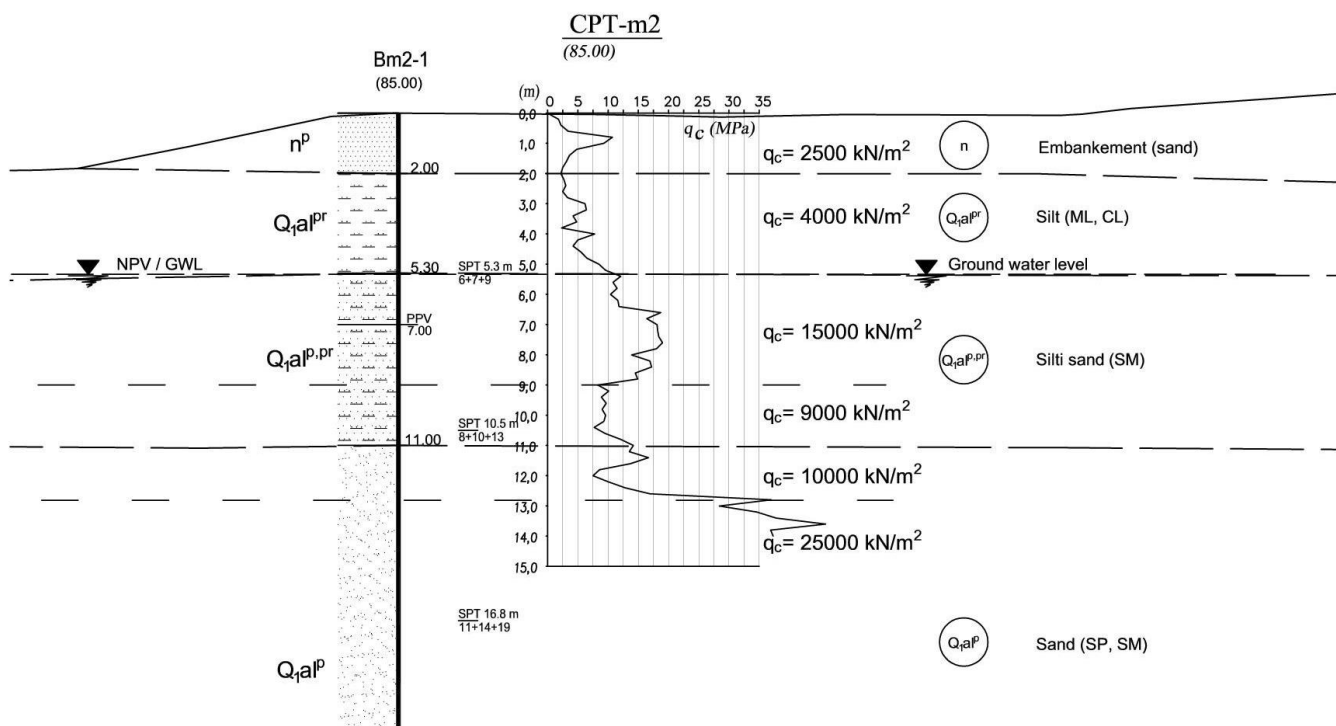 CPT-m2
(85.00)
Bm2-1
(85.00)
(m)
0 5 10 15 20 25 30 35
q_c (MPa)
0,0
1,0
2,0
3,0
4,0
5,0
6,0
7,0
8,0
9,0
10,0
11,0
12,0
13,0
14,0
15,0
n^p
2.00
Q₁al^pr
NPV / GWL
5.30
PPV
7.00
Q₁al^p,pr
11.00
Q₁al^p
SPT 5.3 m
6+7+9
SPT 10.5 m
8+10+13
SPT 16.8 m
11+14+19
q_c= 2500 kN/m²
q_c= 4000 kN/m²
q_c= 15000 kN/m²
q_c= 9000 kN/m²
q_c= 10000 kN/m²
q_c= 25000 kN/m²
n Embankement (sand)
Q₁al^pr Silt (ML, CL)
Ground water level
Q₁al^p,pr Silti sand (SM)
Q₁al^p Sand (SP, SM)